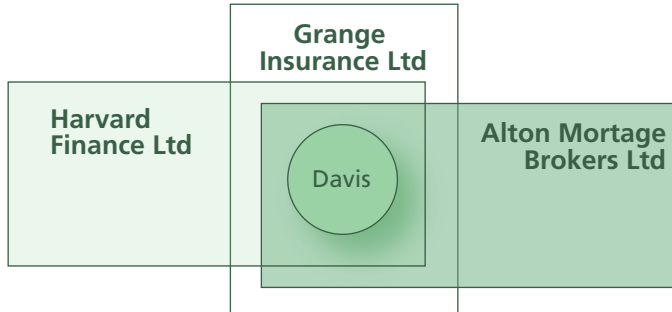 Grange
Insurance Ltd
Harvard
Finance Ltd
Alton Mortage
Brokers Ltd
Davis